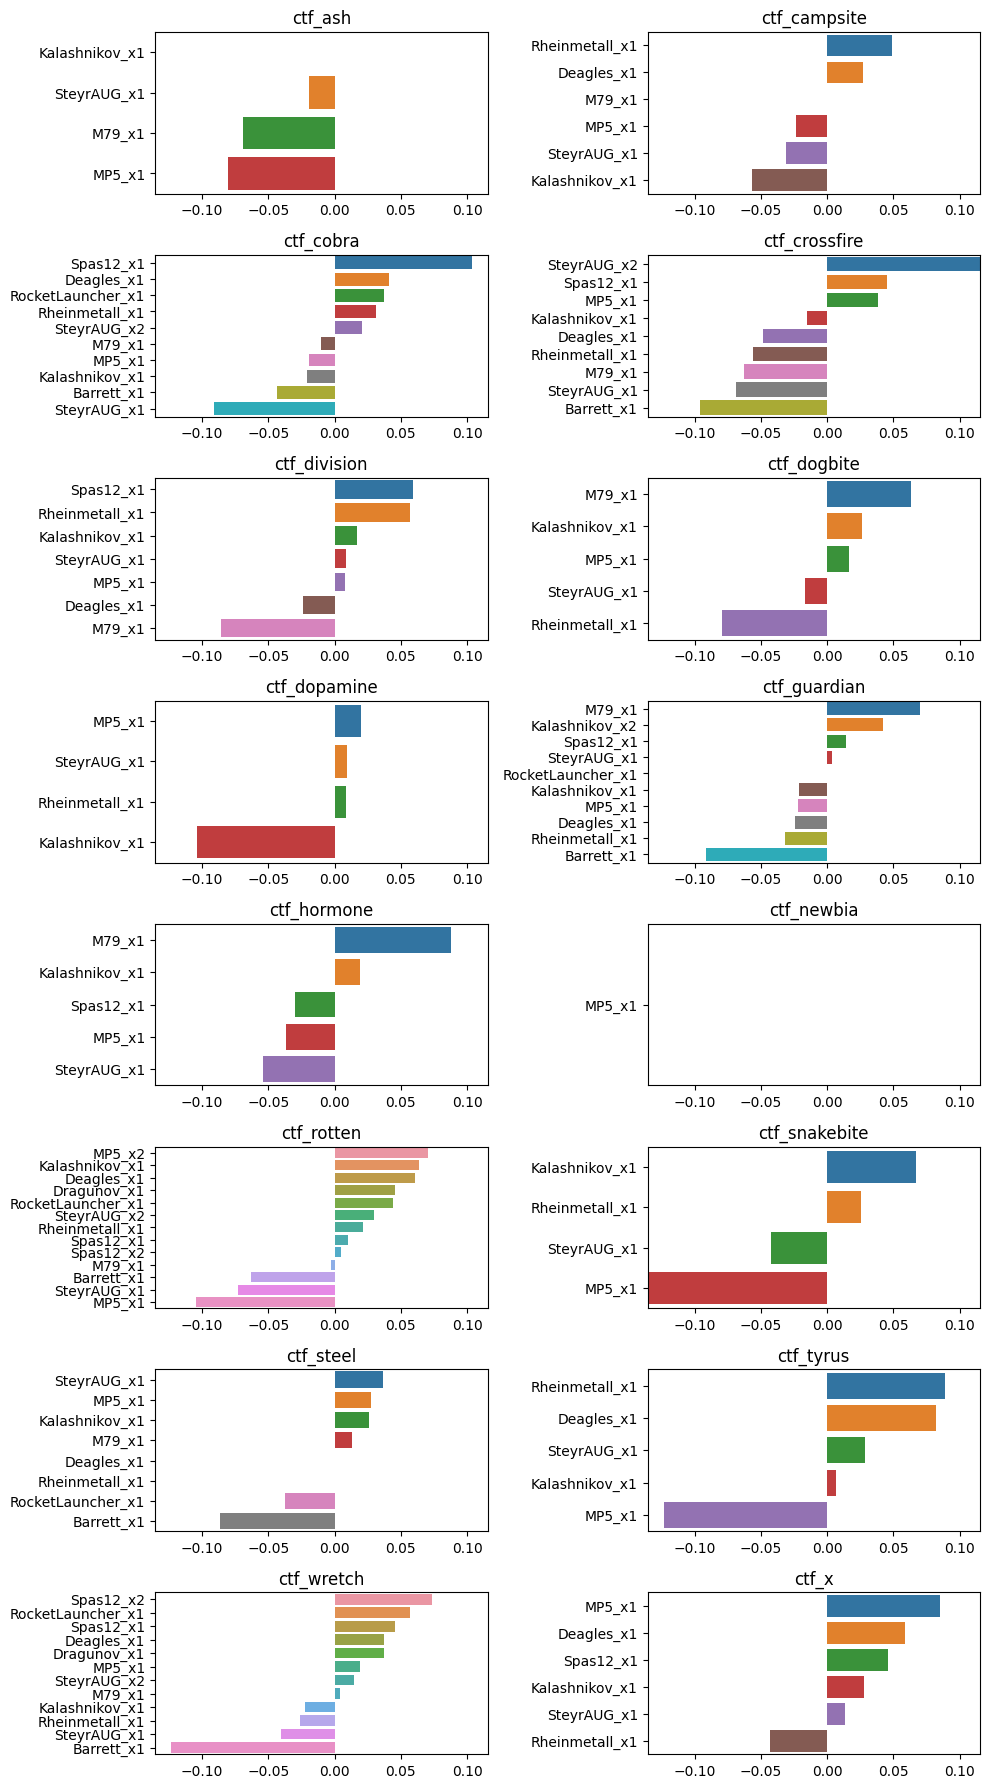 ctf_ash
Kalashnikov_x1
SteyrAUG_x1
M79_x1
MP5_x1
−0.10 −0.05 0.00 0.05 0.10
ctf_campsite
Rheinmetall_x1
Deagles_x1
M79_x1
MP5_x1
SteyrAUG_x1
Kalashnikov_x1
−0.10 −0.05 0.00 0.05 0.10
ctf_cobra
Spas12_x1
Deagles_x1
RocketLauncher_x1
Rheinmetall_x1
SteyrAUG_x2
M79_x1
MP5_x1
Kalashnikov_x1
Barrett_x1
SteyrAUG_x1
−0.10 −0.05 0.00 0.05 0.10
ctf_crossfire
SteyrAUG_x2
Spas12_x1
MP5_x1
Kalashnikov_x1
Deagles_x1
Rheinmetall_x1
M79_x1
SteyrAUG_x1
Barrett_x1
−0.10 −0.05 0.00 0.05 0.10
ctf_division
Spas12_x1
Rheinmetall_x1
Kalashnikov_x1
SteyrAUG_x1
MP5_x1
Deagles_x1
M79_x1
−0.10 −0.05 0.00 0.05 0.10
ctf_dogbite
M79_x1
Kalashnikov_x1
MP5_x1
SteyrAUG_x1
Rheinmetall_x1
−0.10 −0.05 0.00 0.05 0.10
ctf_dopamine
MP5_x1
SteyrAUG_x1
Rheinmetall_x1
Kalashnikov_x1
−0.10 −0.05 0.00 0.05 0.10
ctf_guardian
M79_x1
Kalashnikov_x2
Spas12_x1
SteyrAUG_x1
RocketLauncher_x1
Kalashnikov_x1
MP5_x1
Deagles_x1
Rheinmetall_x1
Barrett_x1
−0.10 −0.05 0.00 0.05 0.10
ctf_hormone
M79_x1
Kalashnikov_x1
Spas12_x1
MP5_x1
SteyrAUG_x1
−0.10 −0.05 0.00 0.05 0.10
ctf_newbia
MP5_x1
−0.10 −0.05 0.00 0.05 0.10
ctf_rotten
MP5_x2
Kalashnikov_x1
Deagles_x1
Dragunov_x1
RocketLauncher_x1
SteyrAUG_x2
Rheinmetall_x1
Spas12_x1
Spas12_x2
M79_x1
Barrett_x1
SteyrAUG_x1
MP5_x1
−0.10 −0.05 0.00 0.05 0.10
ctf_snakebite
Kalashnikov_x1
Rheinmetall_x1
SteyrAUG_x1
MP5_x1
−0.10 −0.05 0.00 0.05 0.10
ctf_steel
SteyrAUG_x1
MP5_x1
Kalashnikov_x1
M79_x1
Deagles_x1
Rheinmetall_x1
RocketLauncher_x1
Barrett_x1
−0.10 −0.05 0.00 0.05 0.10
ctf_tyrus
Rheinmetall_x1
Deagles_x1
SteyrAUG_x1
Kalashnikov_x1
MP5_x1
−0.10 −0.05 0.00 0.05 0.10
ctf_wretch
Spas12_x2
RocketLauncher_x1
Spas12_x1
Deagles_x1
Dragunov_x1
MP5_x1
SteyrAUG_x2
M79_x1
Kalashnikov_x1
Rheinmetall_x1
SteyrAUG_x1
Barrett_x1
−0.10 −0.05 0.00 0.05 0.10
ctf_x
MP5_x1
Deagles_x1
Spas12_x1
Kalashnikov_x1
SteyrAUG_x1
Rheinmetall_x1
−0.10 −0.05 0.00 0.05 0.10